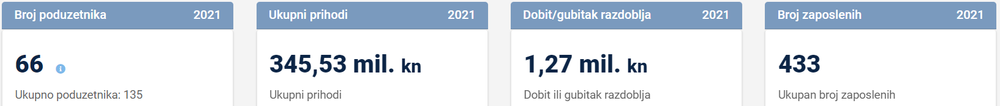 Broj poduzetnika 2021
66
Ukupno poduzetnika: 135
Ukupni prihodi 2021
345,53 mil. kn
Ukupni prihodi
Dobit/gubitak razdoblja 2021
1,27 mil. kn
Dobit ili gubitak razdoblja
Broj zaposlenih 2021
433
Ukupan broj zaposlenih